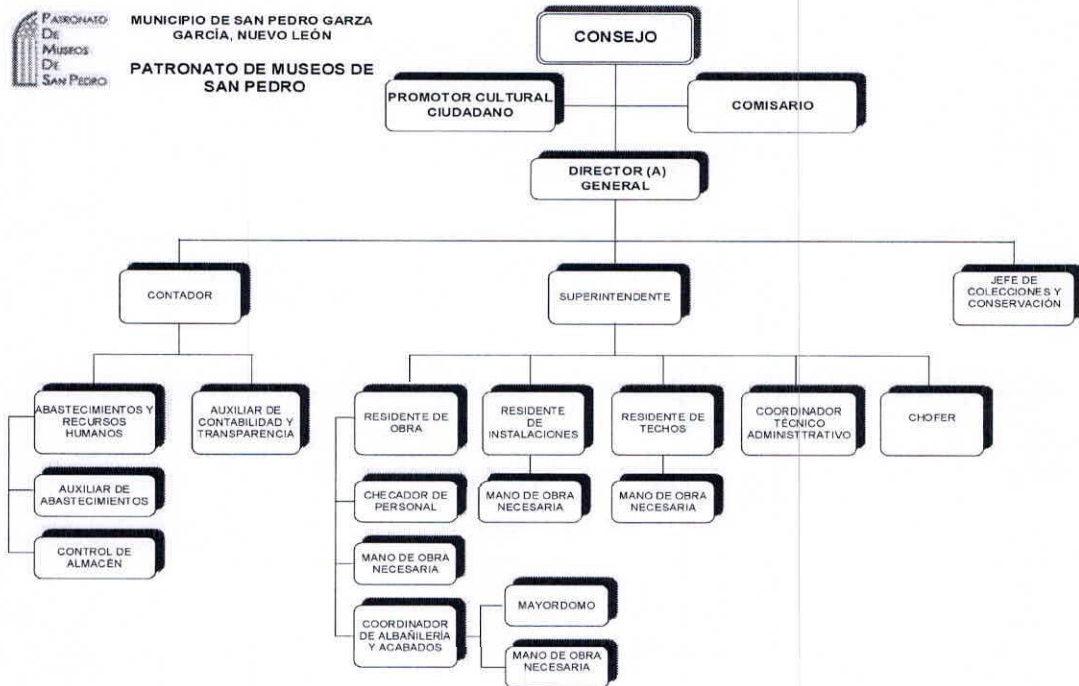 PATRONATO
DE
MUSEOS
DE
SAN PEDRO
MUNICIPIO DE SAN PEDRO GARZA
GARCÍA, NUEVO LEÓN
PATRONATO DE MUSEOS DE
SAN PEDRO
CONSEJO
PROMOTOR CULTURAL
CIUDADANO
COMISARIO
DIRECTOR (A)
GENERAL
CONTADOR
SUPERINTENDENTE
JEFE DE
COLECCIONES Y
CONSERVACIÓN
ABASTECIMIENTOS Y
RECURSOS
HUMANOS
AUXILIAR DE
CONTABILIDAD Y
TRANSPARENCIA
RESIDENTE DE
OBRA
RESIDENTE
DE
INSTALACIONES
RESIDENTE DE
TECHOS
COORDINADOR
TÉCNICO
ADMINISTTRATIVO
CHOFER
AUXILIAR DE
ABASTECIMIENTOS
CHECADOR DE
PERSONAL
MANO DE OBRA
NECESARIA
MANO DE OBRA
NECESARIA
CONTROL DE
ALMACÉN
MANO DE OBRA
NECESARIA
COORDINADOR
DE ALBAÑILERÍA
Y ACABADOS
MAYORDOMO
MANO DE OBRA
NECESARIA